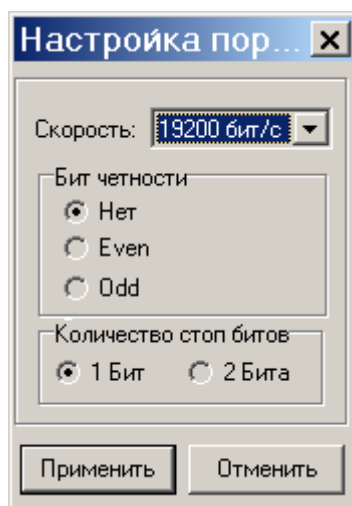 Настройка пор...
Скорость: 19200 бит/с
Бит четности
Нет
Even
Odd
Количество стоп битов
1 Бит 2 Бита
Применить Отменить